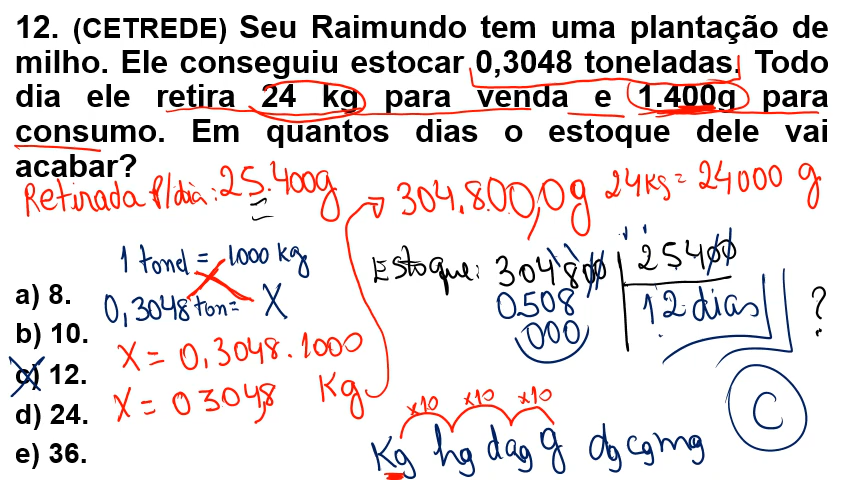 12. (CETREDE) Seu Raimundo tem uma plantação de
milho. Ele conseguiu estocar 0,3048 toneladas. Todo
dia ele retira 24 kg para venda e 1.400g para
consumo. Em quantos dias o estoque dele vai
acabar?
Retirada p/dia: 25.400g
304.800,0g
24Kg = 24000 g
1 tonel = 1000 kg
0,3048 ton = X
X = 0,3048.1000
X = 0304,8 Kg
Estoque: 304800 25400
0508 12 dias ?
000
a) 8.
b) 10.
c) 12.
d) 24.
e) 36.
x10 x10 x10
Kg hg dag g dg cg mg
C